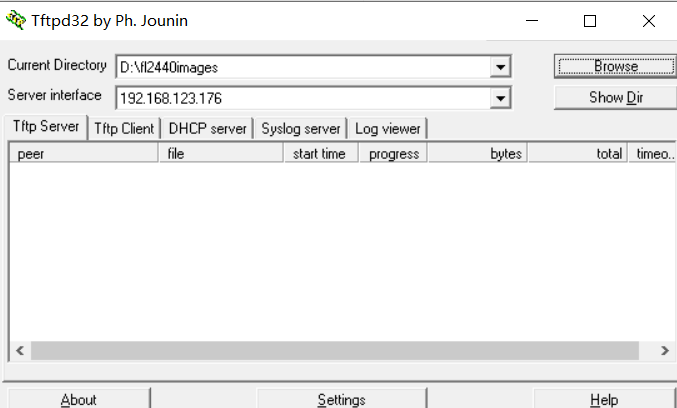 Tftpd32 by Ph. Jounin
Current Directory D:\fl2440images Browse
Server interface 192.168.123.176 Show Dir
Tftp Server Tftp Client DHCP server Syslog server Log viewer
peer file start time progress bytes total timeo..
About Settings Help